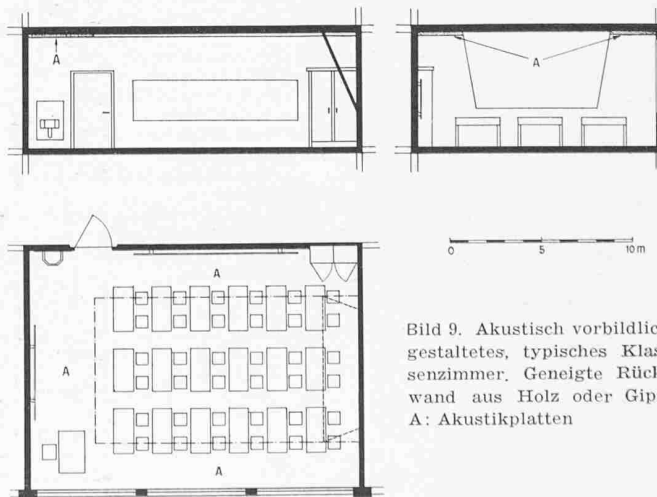 A
A
0 5 10 m
A
A
A
Bild 9. Akustisch vorbildlic
gestaltetes, typisches Klas
senzimmer. Geneigte Rück
wand aus Holz oder Gip
A: Akustikplatten